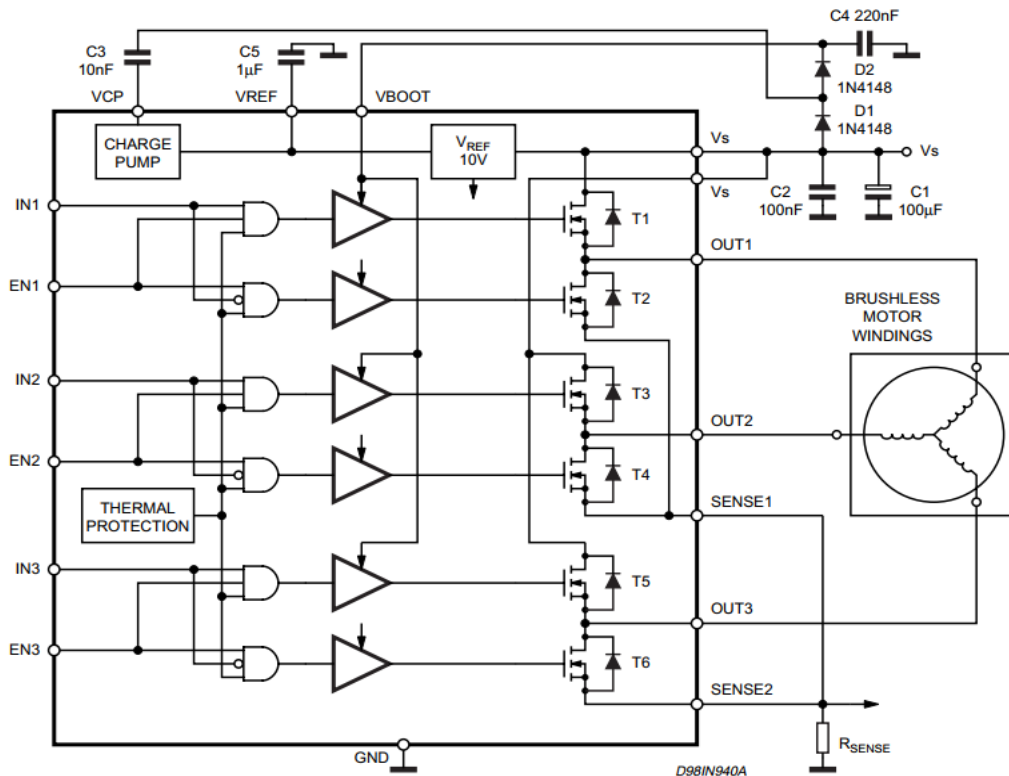 C4 220nF
C3
10nF
C5
1µF
D2
1N4148
VCP
VREF
VBOOT
D1
1N4148
CHARGE
PUMP
VREF
10V
Vs
Vs
Vs
C2
100nF
C1
100µF
IN1
T1
OUT1
EN1
T2
BRUSHLESS
MOTOR
WINDINGS
IN2
T3
OUT2
EN2
T4
THERMAL
PROTECTION
SENSE1
IN3
T5
OUT3
EN3
T6
SENSE2
GND
RSENSE
D98IN940A